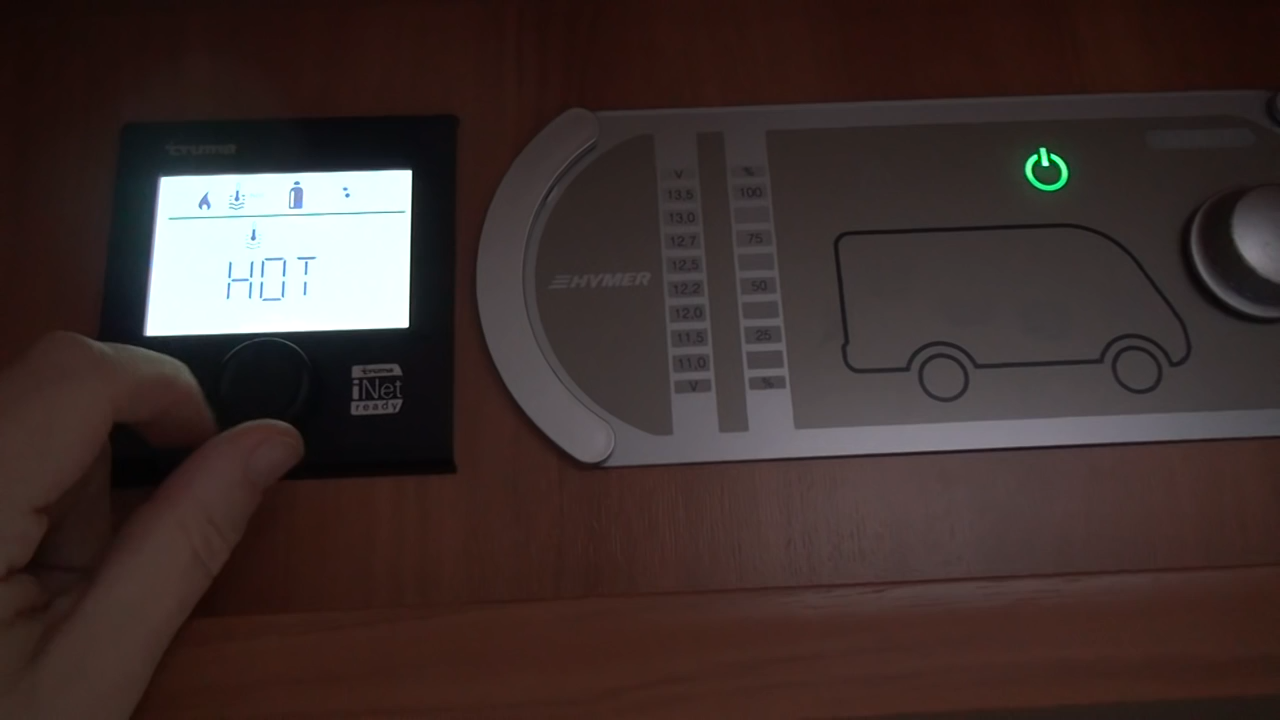 truma
HOT
truma
iNet
ready
HYMER
V
13,5
13,0
12,7
12,5
12,2
12,0
11,5
11,0
V
%
100
75
50
25
%